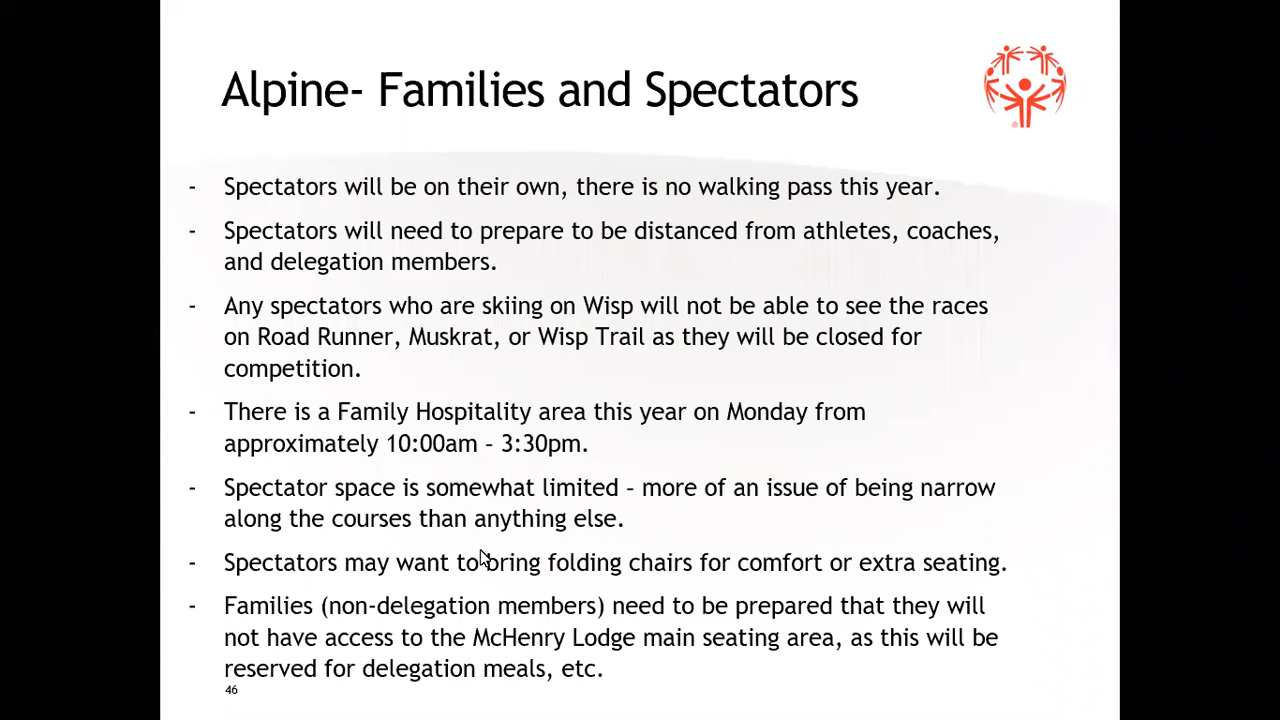 Alpine- Families and Spectators
- Spectators will be on their own, there is no walking pass this year.
- Spectators will need to prepare to be distanced from athletes, coaches,
and delegation members.
- Any spectators who are skiing on Wisp will not be able to see the races
on Road Runner, Muskrat, or Wisp Trail as they will be closed for
competition.
- There is a Family Hospitality area this year on Monday from
approximately 10:00am – 3:30pm.
- Spectator space is somewhat limited – more of an issue of being narrow
along the courses than anything else.
- Spectators may want to bring folding chairs for comfort or extra seating.
- Families (non-delegation members) need to be prepared that they will
not have access to the McHenry Lodge main seating area, as this will be
reserved for delegation meals, etc.
46
®